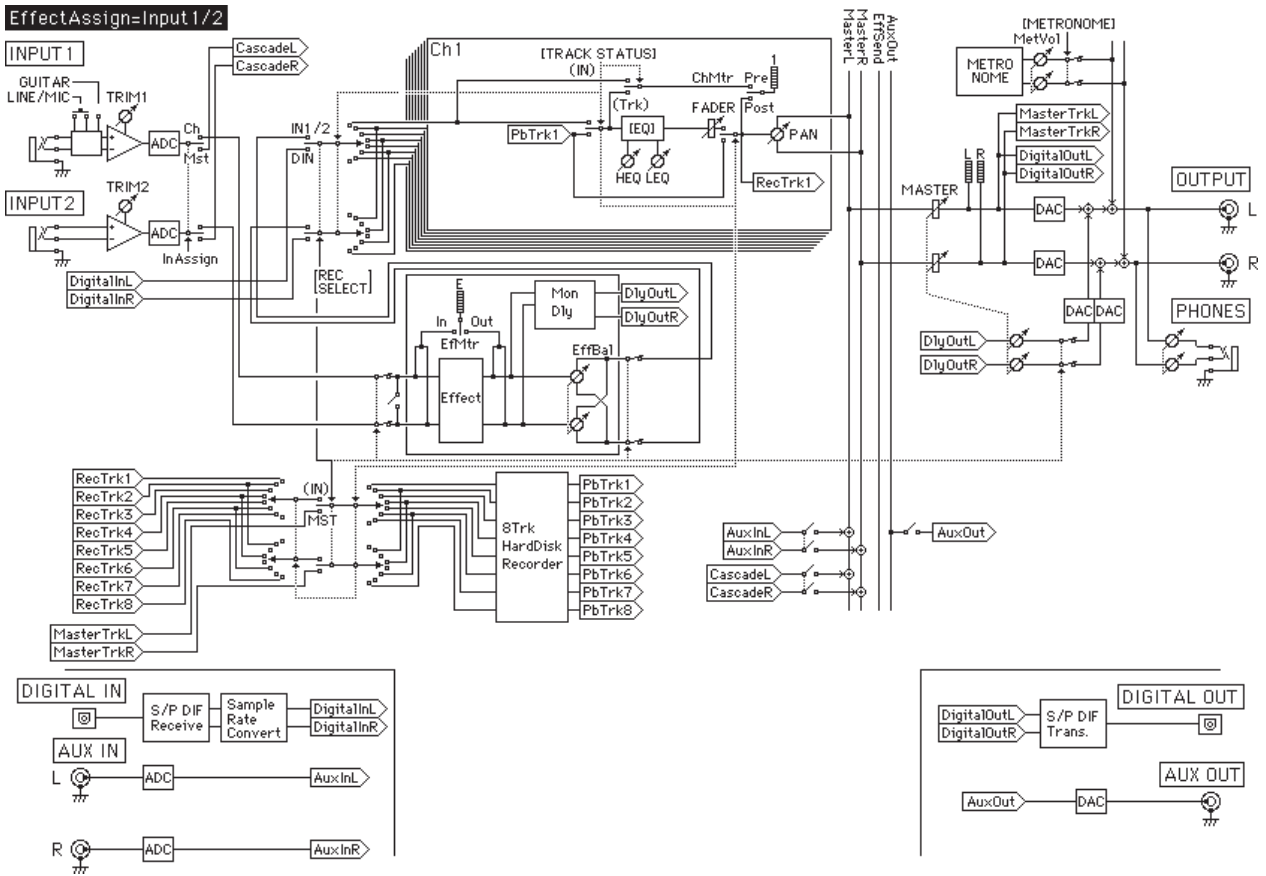 EffectAssign=Input1/2
INPUT1
GUITAR
LINE/MIC
TRIM1
ADC
Ch
Mst
CascadeL
CascadeR
INPUT2
TRIM2
ADC
InAssign
DigitalInL
DigitalInR
IN1/2
DIN
[REC
SELECT]
Ch1
[TRACK STATUS]
(IN)
(Trk)
PbTrk1
[EQ]
HEQ LEQ
ChMtr
Pre
1
Post
FADER
PAN
RecTrk1
MasterL
MasterR
EffSend
AuxOut
[METRONOME]
MetVol
METRO
NOME
MasterTrkL
MasterTrkR
DigitalOutL
DigitalOutR
L R
MASTER
DAC
DAC
OUTPUT
L
R
DAC
DAC
PHONES
DlyOutL
DlyOutR
E
In
Out
EfMtr
Effect
Mon
Dly
DlyOutL
DlyOutR
EffBal
RecTrk1
RecTrk2
RecTrk3
RecTrk4
RecTrk5
RecTrk6
RecTrk7
RecTrk8
MasterTrkL
MasterTrkR
(IN)
MST
8Trk
HardDisk
Recorder
PbTrk1
PbTrk2
PbTrk3
PbTrk4
PbTrk5
PbTrk6
PbTrk7
PbTrk8
AuxInL
AuxInR
CascadeL
CascadeR
AuxOut
DIGITAL IN
S/P DIF
Receive
Sample
Rate
Convert
DigitalInL
DigitalInR
AUX IN
L
ADC
AuxInL
R
ADC
AuxInR
DIGITAL OUT
DigitalOutL
DigitalOutR
S/P DIF
Trans.
AUX OUT
AuxOut
DAC